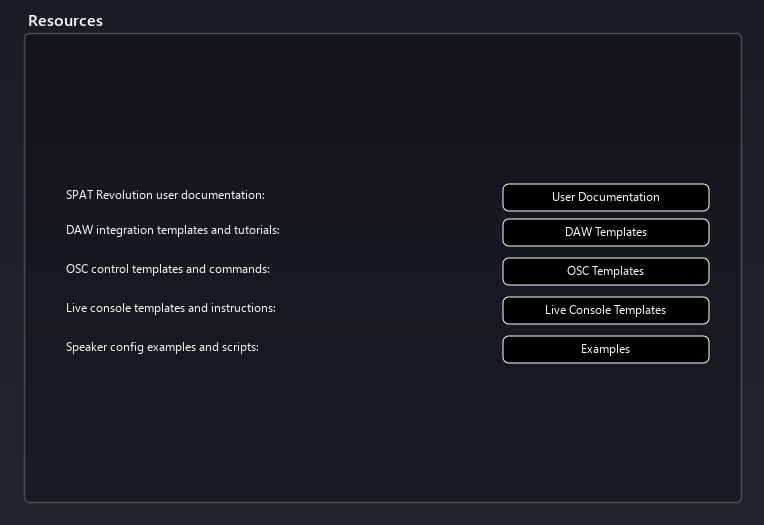 Resources
SPAT Revolution user documentation: User Documentation
DAW integration templates and tutorials: DAW Templates
OSC control templates and commands: OSC Templates
Live console templates and instructions: Live Console Templates
Speaker config examples and scripts: Examples